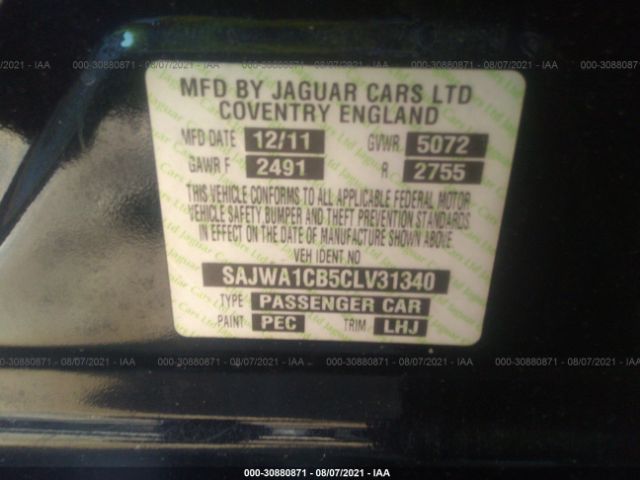 000-30880871 - 08/07/2021 - IAA
MFD BY JAGUAR CARS LTD
COVENTRY ENGLAND
MFD DATE 12/11 GVWR 5072
GAWR F 2491 R 2755
THIS VEHICLE CONFORMS TO ALL APPLICABLE FEDERAL MOTOR
VEHICLE SAFETY BUMPER AND THEFT PREVENTION STANDARDS
IN EFFECT ON THE DATE OF MANUFACTURE SHOWN ABOVE
VEH IDENT NO
SAJWA1CB5CLV31340
TYPE PASSENGER CAR
PAINT PEC TRIM LHJ
000-30880871 - 08/07/2021 - IAA
000-30880871 - 08/07/2021 - IAA